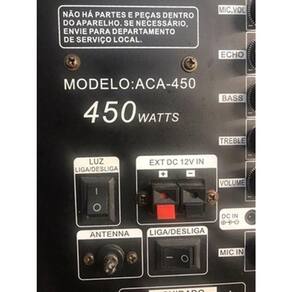 NÃO HÁ PARTES E PEÇAS DENTRO
DO APARELHO. SE NECESSÁRIO,
ENVIE PARA DEPARTAMENTO
DE SERVIÇO LOCAL.
MIC.VOL
ECHO
MODELO:ACA-450
450 WATTS
BASS
TREBLE
LUZ
LIGA/DESLIGA
EXT DC 12V IN
+ −
VOLUME
DC IN
ANTENNA
LIGA/DESLIGA
MIC IN